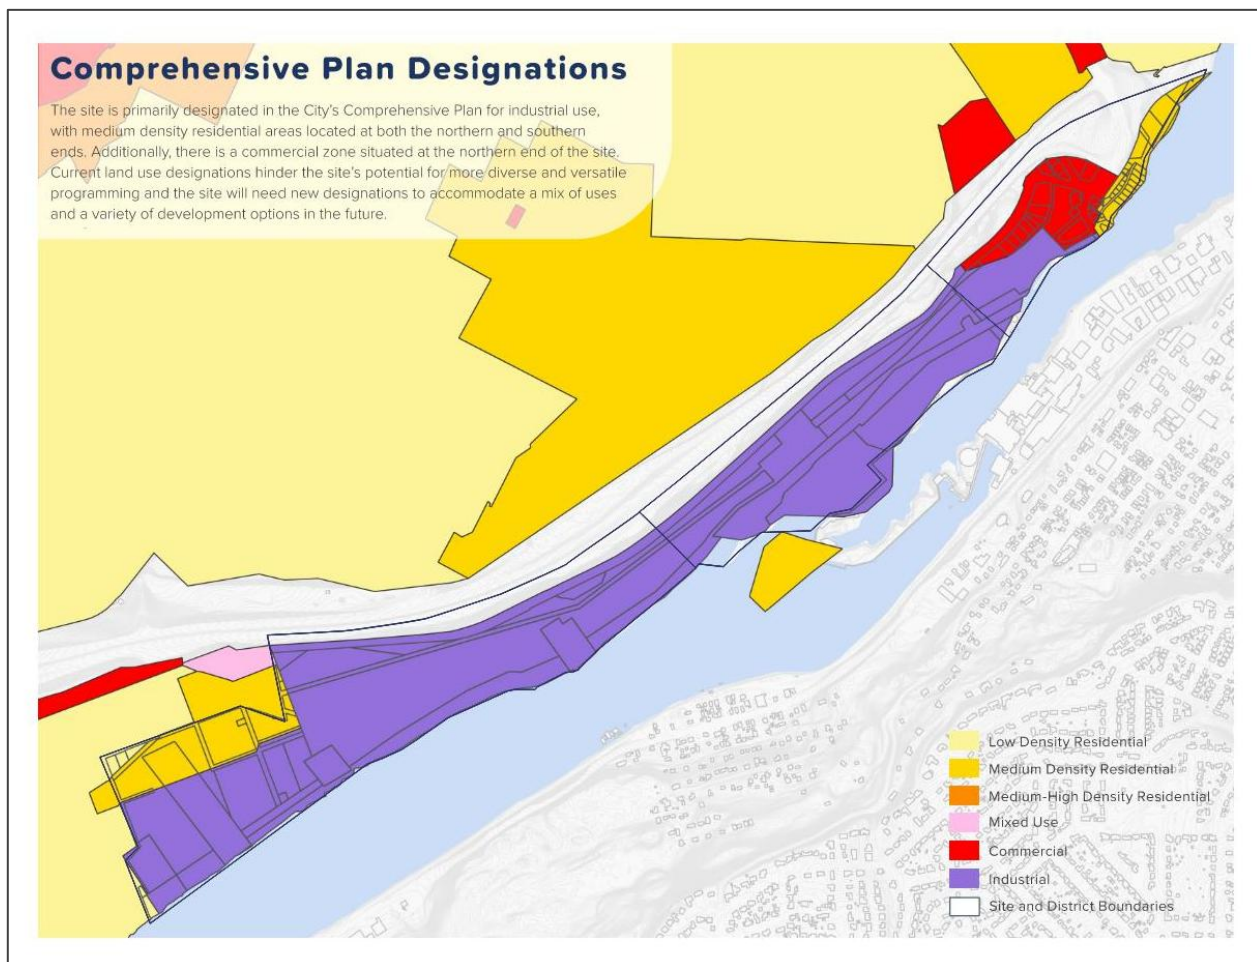 Comprehensive Plan Designations
The site is primarily designated in the City's Comprehensive Plan for industrial use,
with medium density residential areas located at both the northern and southern
ends. Additionally, there is a commercial zone situated at the northern end of the site.
Current land use designations hinder the site's potential for more diverse and versatile
programming and the site will need new designations to accommodate a mix of uses
and a variety of development options in the future.
Low Density Residential
Medium Density Residential
Medium-High Density Residential
Mixed Use
Commercial
Industrial
Site and District Boundaries